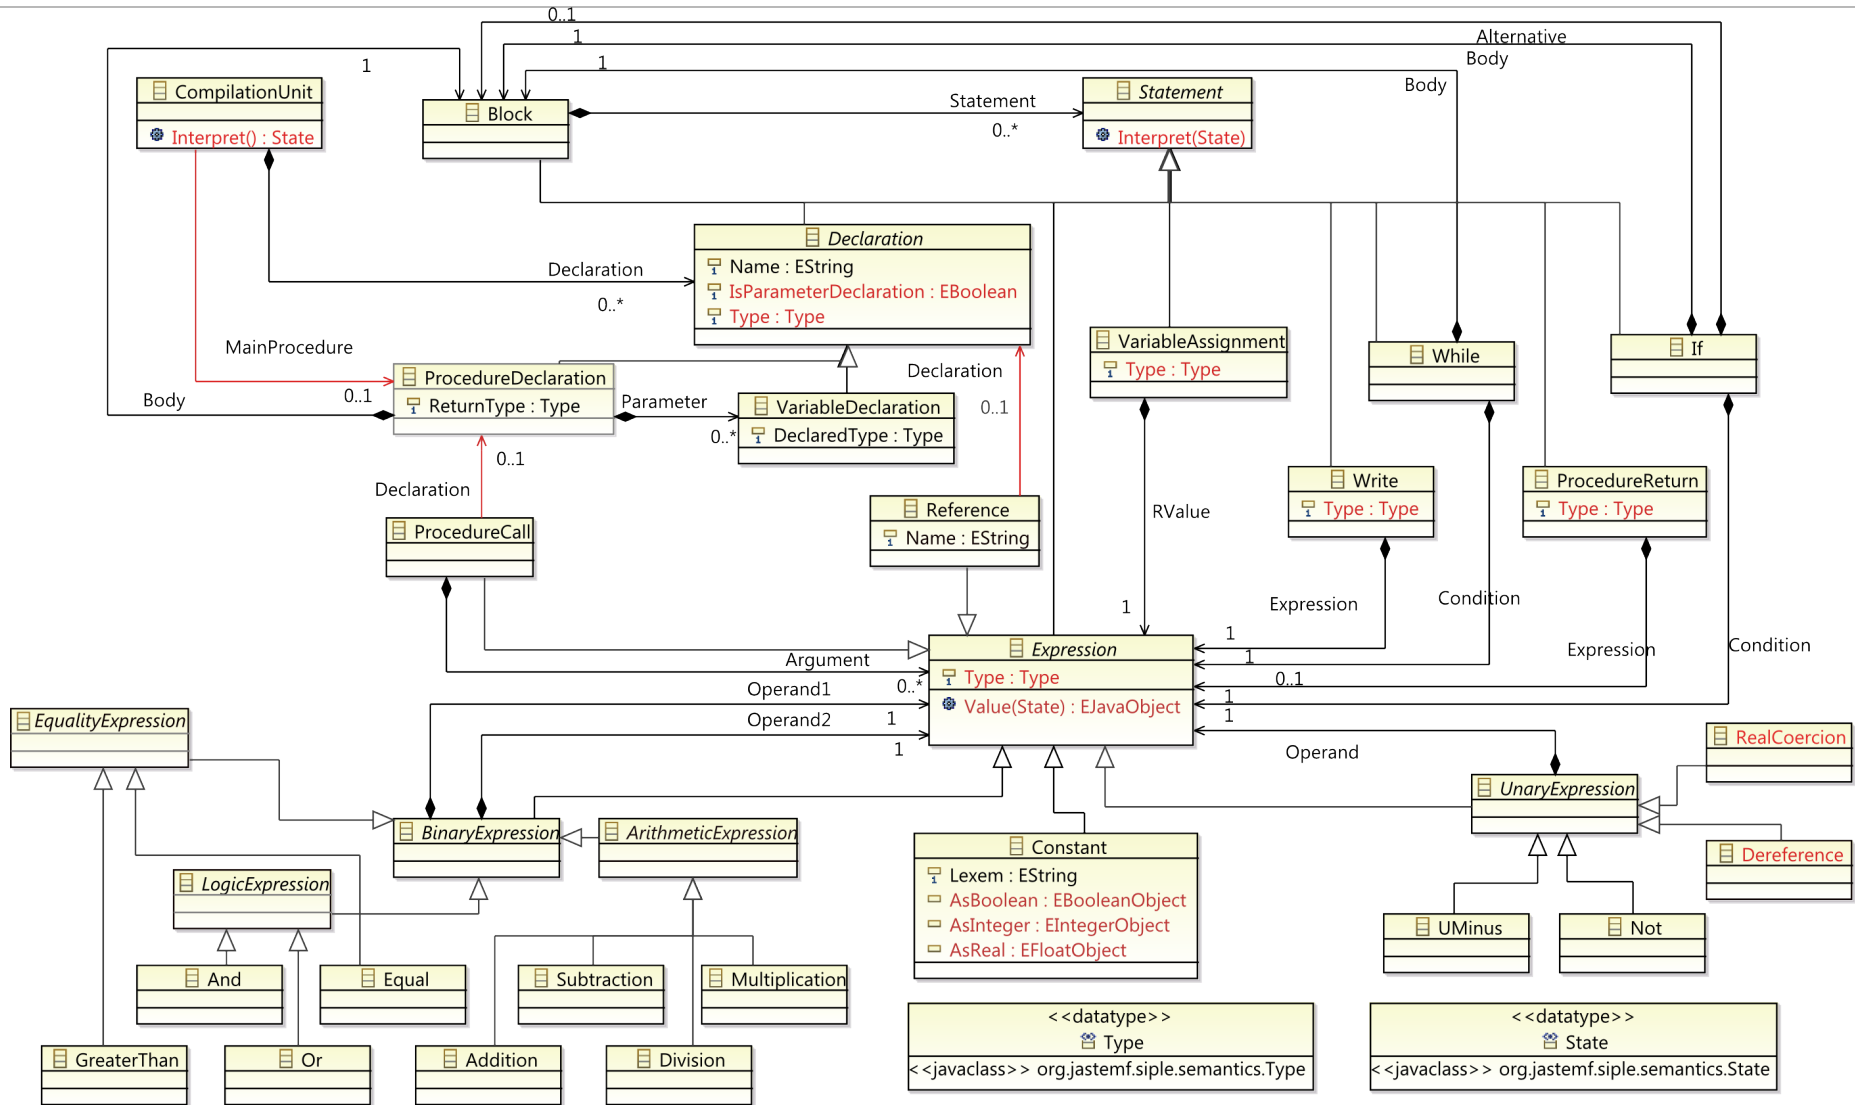 0..1
1
Alternative
Body
1
1
Body
CompilationUnit
Interpret() : State
Block
Statement
0..*
Statement
Interpret(State)
Declaration
Name : EString
IsParameterDeclaration : EBoolean
Type : Type
Declaration
0..*
MainProcedure
0..1
Body
ProcedureDeclaration
ReturnType : Type
Parameter
0..*
VariableDeclaration
DeclaredType : Type
Declaration
0..1
VariableAssignment
Type : Type
While
If
0..1
Declaration
ProcedureCall
Reference
Name : EString
RValue
1
Write
Type : Type
ProcedureReturn
Type : Type
Expression
1
Condition
1
Expression
0..1
Condition
1
Argument
0..*
Operand1
1
Operand2
1
Expression
Type : Type
Value(State) : EJavaObject
1
Operand
EqualityExpression
BinaryExpression
ArithmeticExpression
LogicExpression
UnaryExpression
RealCoercion
Dereference
Constant
Lexem : EString
AsBoolean : EBooleanObject
AsInteger : EIntegerObject
AsReal : EFloatObject
UMinus
Not
And
Equal
Subtraction
Multiplication
GreaterThan
Or
Addition
Division
<<datatype>>
Type
<<javaclass>> org.jastemf.siple.semantics.Type
<<datatype>>
State
<<javaclass>> org.jastemf.siple.semantics.State